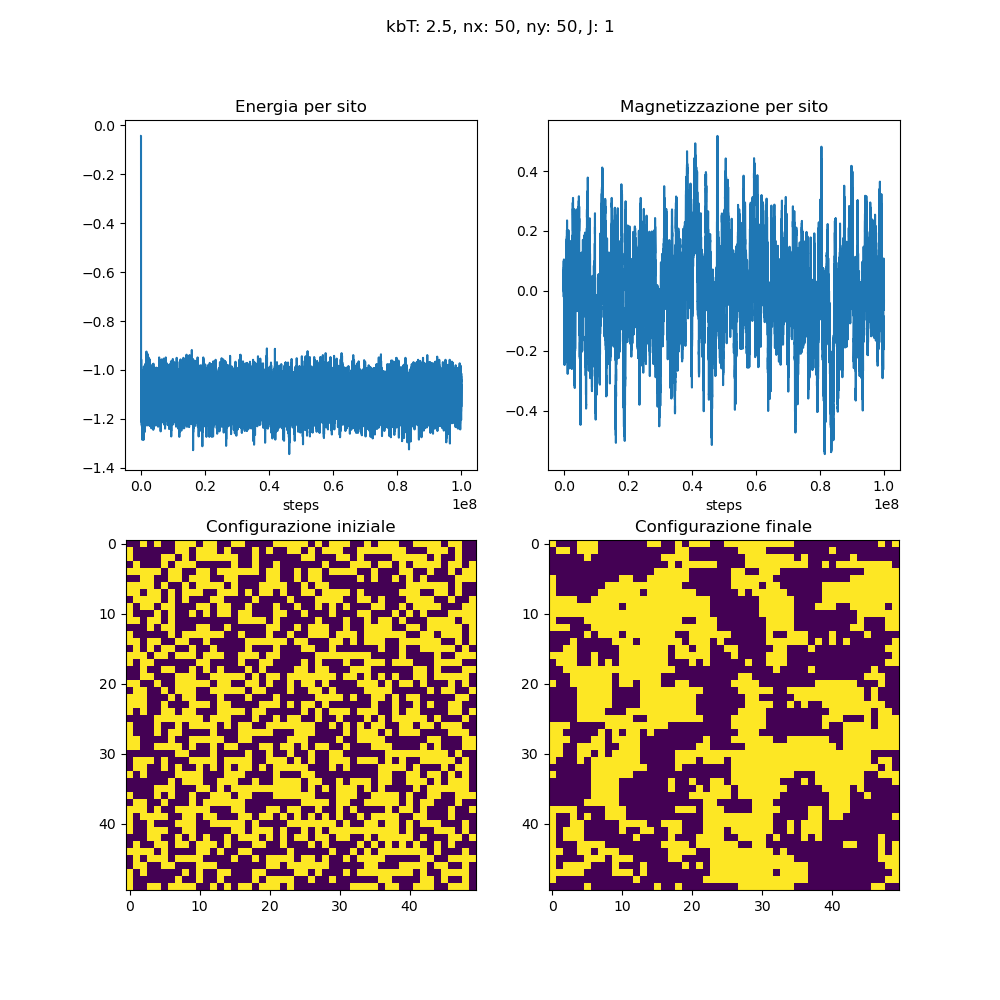 kbT: 2.5, nx: 50, ny: 50, J: 1
Energia per sito
0.0
−0.2
−0.4
−0.6
−0.8
−1.0
−1.2
−1.4
0.0 0.2 0.4 0.6 0.8 1.0
steps 1e8
Magnetizzazione per sito
0.4
0.2
0.0
−0.2
−0.4
0.0 0.2 0.4 0.6 0.8 1.0
steps 1e8
Configurazione iniziale
0
10
20
30
40
0 10 20 30 40
Configurazione finale
0
10
20
30
40
0 10 20 30 40